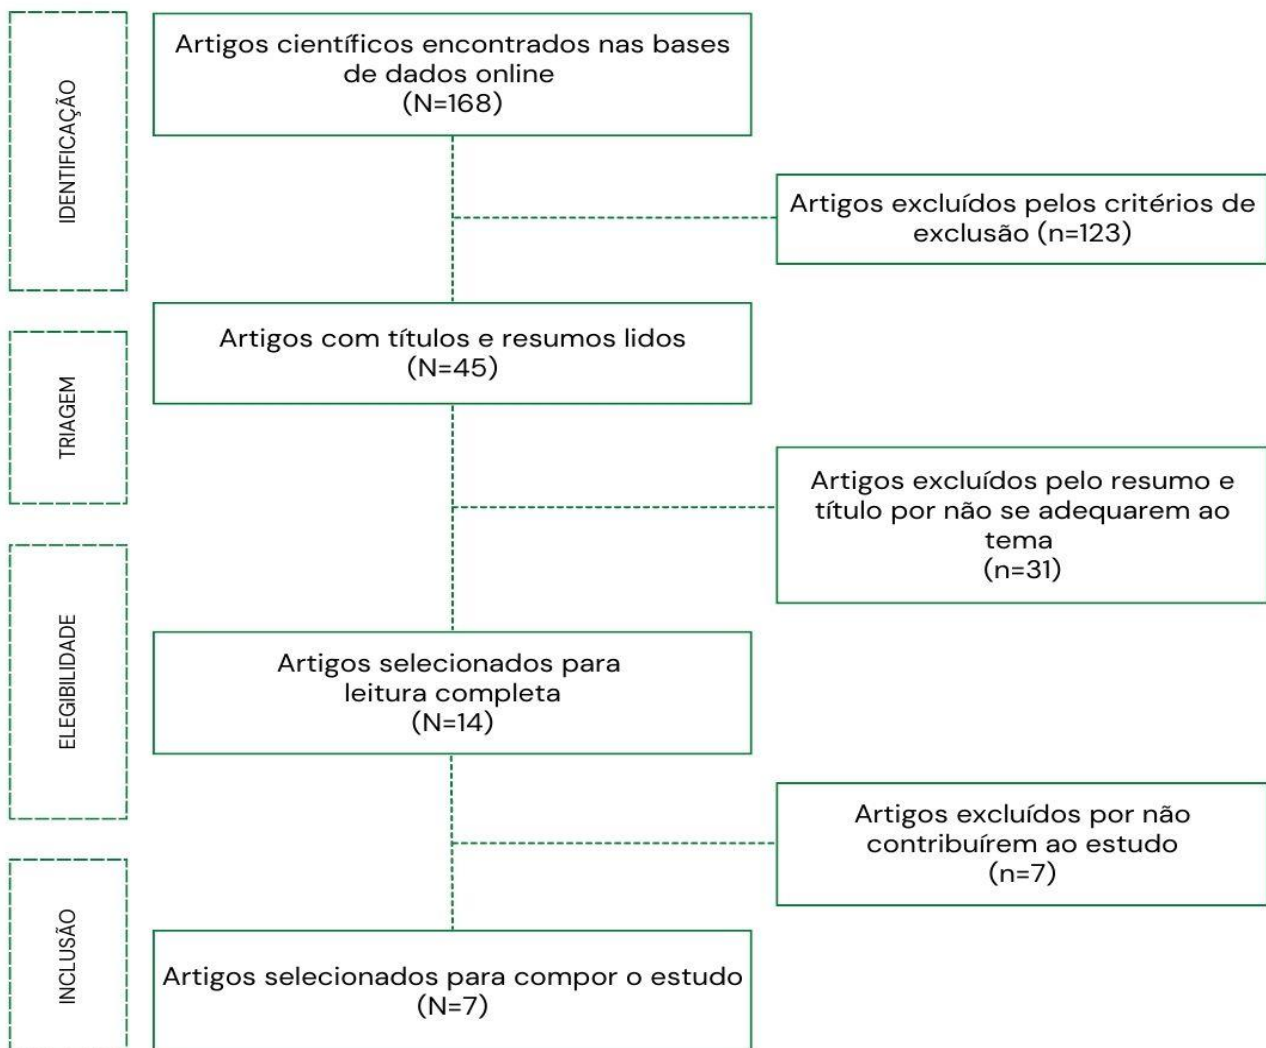 IDENTIFICAÇÃO
Artigos científicos encontrados nas bases
de dados online
(N=168)
Artigos excluídos pelos critérios de
exclusão (n=123)
TRIAGEM
Artigos com títulos e resumos lidos
(N=45)
Artigos excluídos pelo resumo e
título por não se adequarem ao
tema
(n=31)
ELEGIBILIDADE
Artigos selecionados para
leitura completa
(N=14)
Artigos excluídos por não
contribuírem ao estudo
(n=7)
INCLUSÃO
Artigos selecionados para compor o estudo
(N=7)